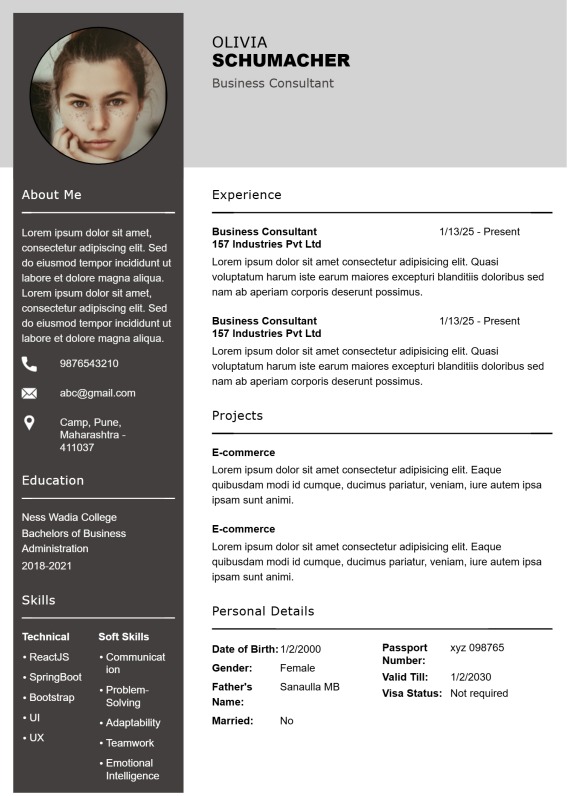 OLIVIA
SCHUMACHER
Business Consultant
About Me
Lorem ipsum dolor sit amet,
consectetur adipiscing elit. Sed
do eiusmod tempor incididunt ut
labore et dolore magna aliqua.
Lorem ipsum dolor sit amet,
consectetur adipiscing elit. Sed
do eiusmod tempor incididunt ut
labore et dolore magna aliqua.
9876543210
abc@gmail.com
Camp, Pune,
Maharashtra -
411037
Education
Ness Wadia College
Bachelors of Business
Administration
2018-2021
Skills
Technical
• ReactJS
• SpringBoot
• Bootstrap
• UI
• UX
Soft Skills
• Communicat
ion
• Problem-
Solving
• Adaptability
• Teamwork
• Emotional
Intelligence
Experience
Business Consultant 1/13/25 - Present
157 Industries Pvt Ltd
Lorem ipsum dolor sit amet consectetur adipisicing elit. Quasi
voluptatum harum iste earum maiores excepturi blanditiis doloribus sed
nam ab aperiam corporis deserunt possimus.
Business Consultant 1/13/25 - Present
157 Industries Pvt Ltd
Lorem ipsum dolor sit amet consectetur adipisicing elit. Quasi
voluptatum harum iste earum maiores excepturi blanditiis doloribus sed
nam ab aperiam corporis deserunt possimus.
Projects
E-commerce
Lorem ipsum dolor sit amet consectetur adipisicing elit. Eaque
quibusdam modi id cumque, ducimus pariatur, veniam, iure autem ipsa
ipsam sunt animi.
E-commerce
Lorem ipsum dolor sit amet consectetur adipisicing elit. Eaque
quibusdam modi id cumque, ducimus pariatur, veniam, iure autem ipsa
ipsam sunt animi.
Personal Details
Date of Birth: 1/2/2000
Gender: Female
Father's Sanaulla MB
Name:
Married: No
Passport xyz 098765
Number:
Valid Till: 1/2/2030
Visa Status: Not required